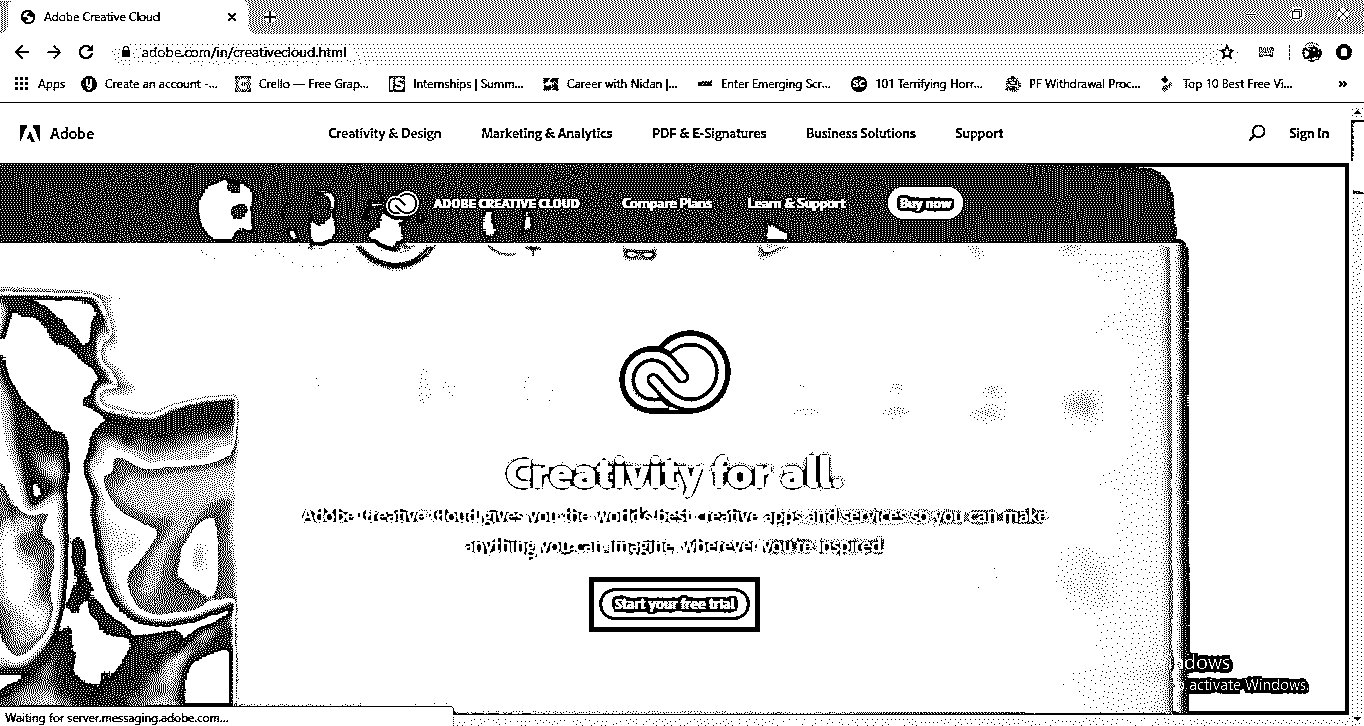 Adobe Creative Cloud
adobe.com/in/creativecloud.html
Apps Create an account -... Crello — Free Grap... Internships | Summ... Career with Nidan |... Enter Emerging Scr... 101 Terrifying Horr... PF Withdrawal Proc... Top 10 Best Free Vi... »
Adobe Creativity & Design Marketing & Analytics PDF & E-Signatures Business Solutions Support Sign In
ADOBE CREATIVE CLOUD Compare Plans Learn & Support Buy now
Creativity for all.
Adobe Creative Cloud gives you the world's best creative apps and services so you can make
anything you can imagine, wherever you're inspired.
Start your free trial
dows
activate Windows.
Waiting for server.messaging.adobe.com...